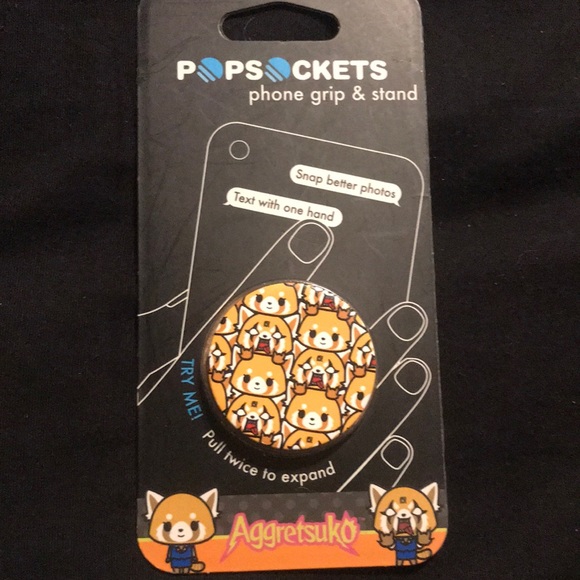 POPSOCKETS
phone grip & stand
Snap better photos
Text with one hand
TRY ME!
Pull twice to expand
Aggretsuko